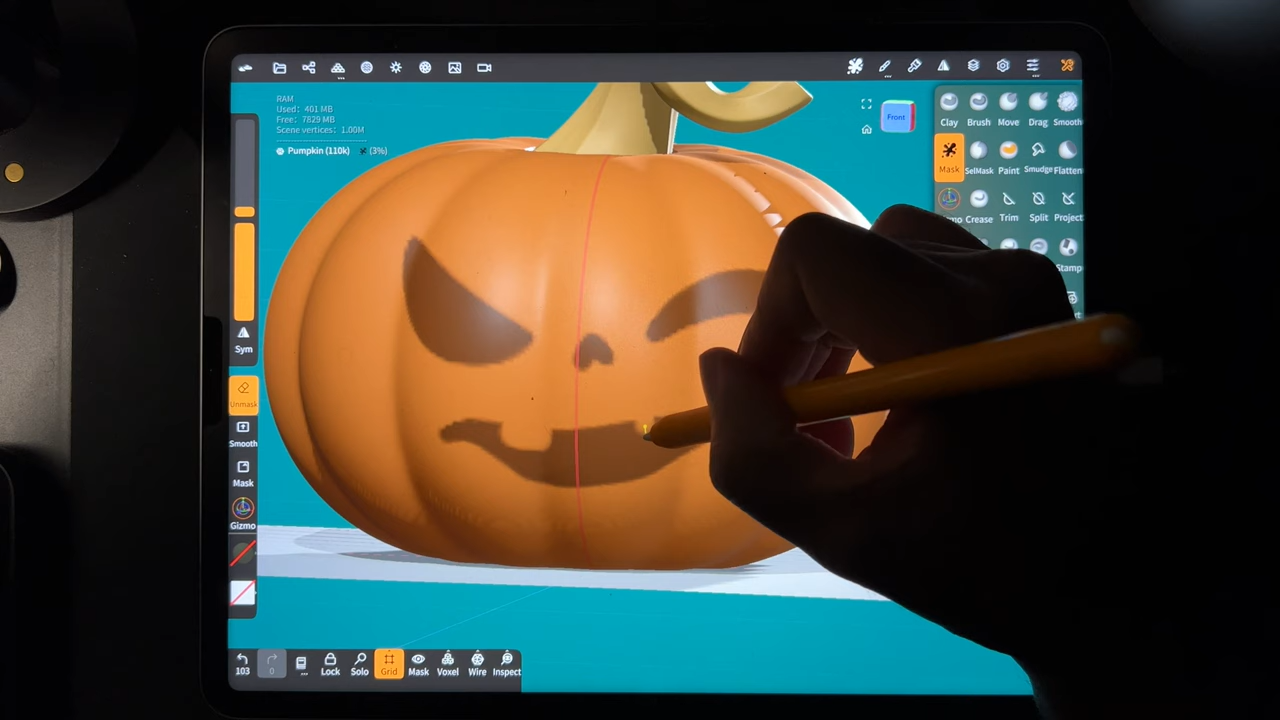 RAM
Used: 401 MB
Free: 7829 MB
Scene vertices: 1.00M
Pumpkin (110k) (3%)
Front
Clay Brush Move Drag Smooth
Mask SelMask Paint Smudge Flatten
Crease Trim Split Project
Stamp
Sym
Unmask
Smooth
Mask
Gizmo
103 0 ... Lock Solo Grid Mask Voxel Wire Inspect